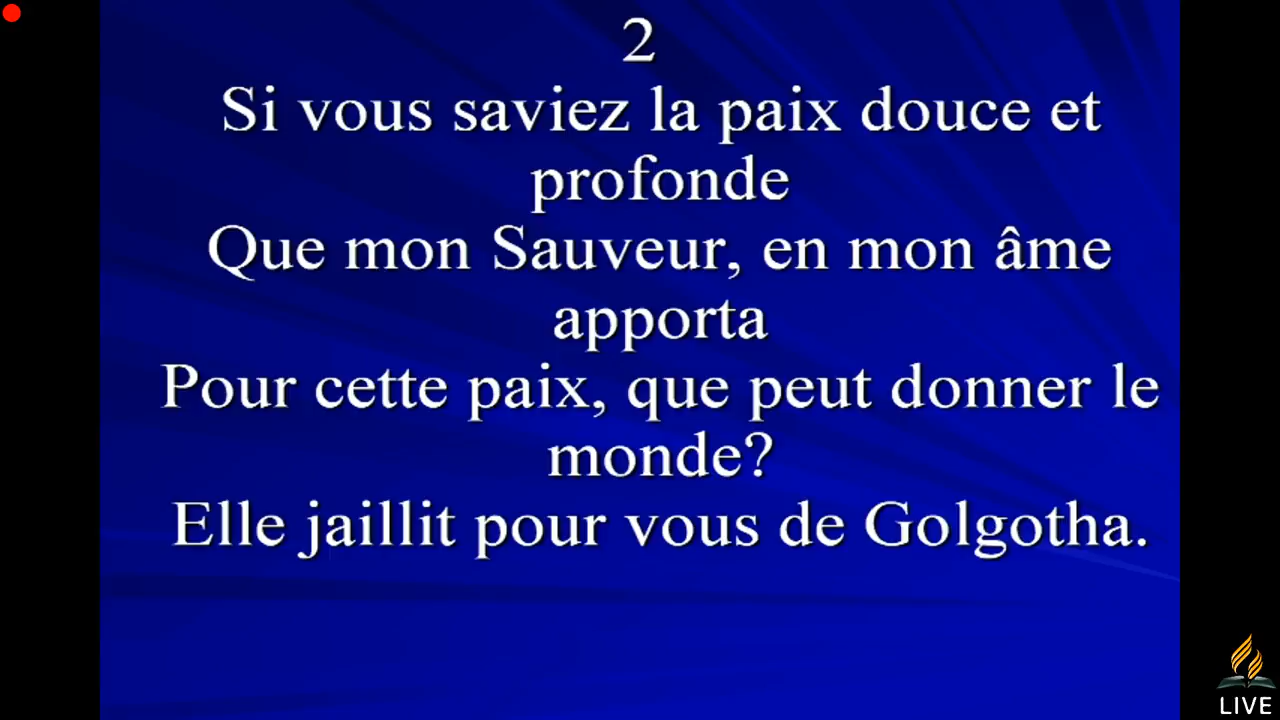 2
Si vous saviez la paix douce et
profonde
Que mon Sauveur, en mon âme
apporta
Pour cette paix, que peut donner le
monde?
Elle jaillit pour vous de Golgotha.
LIVE